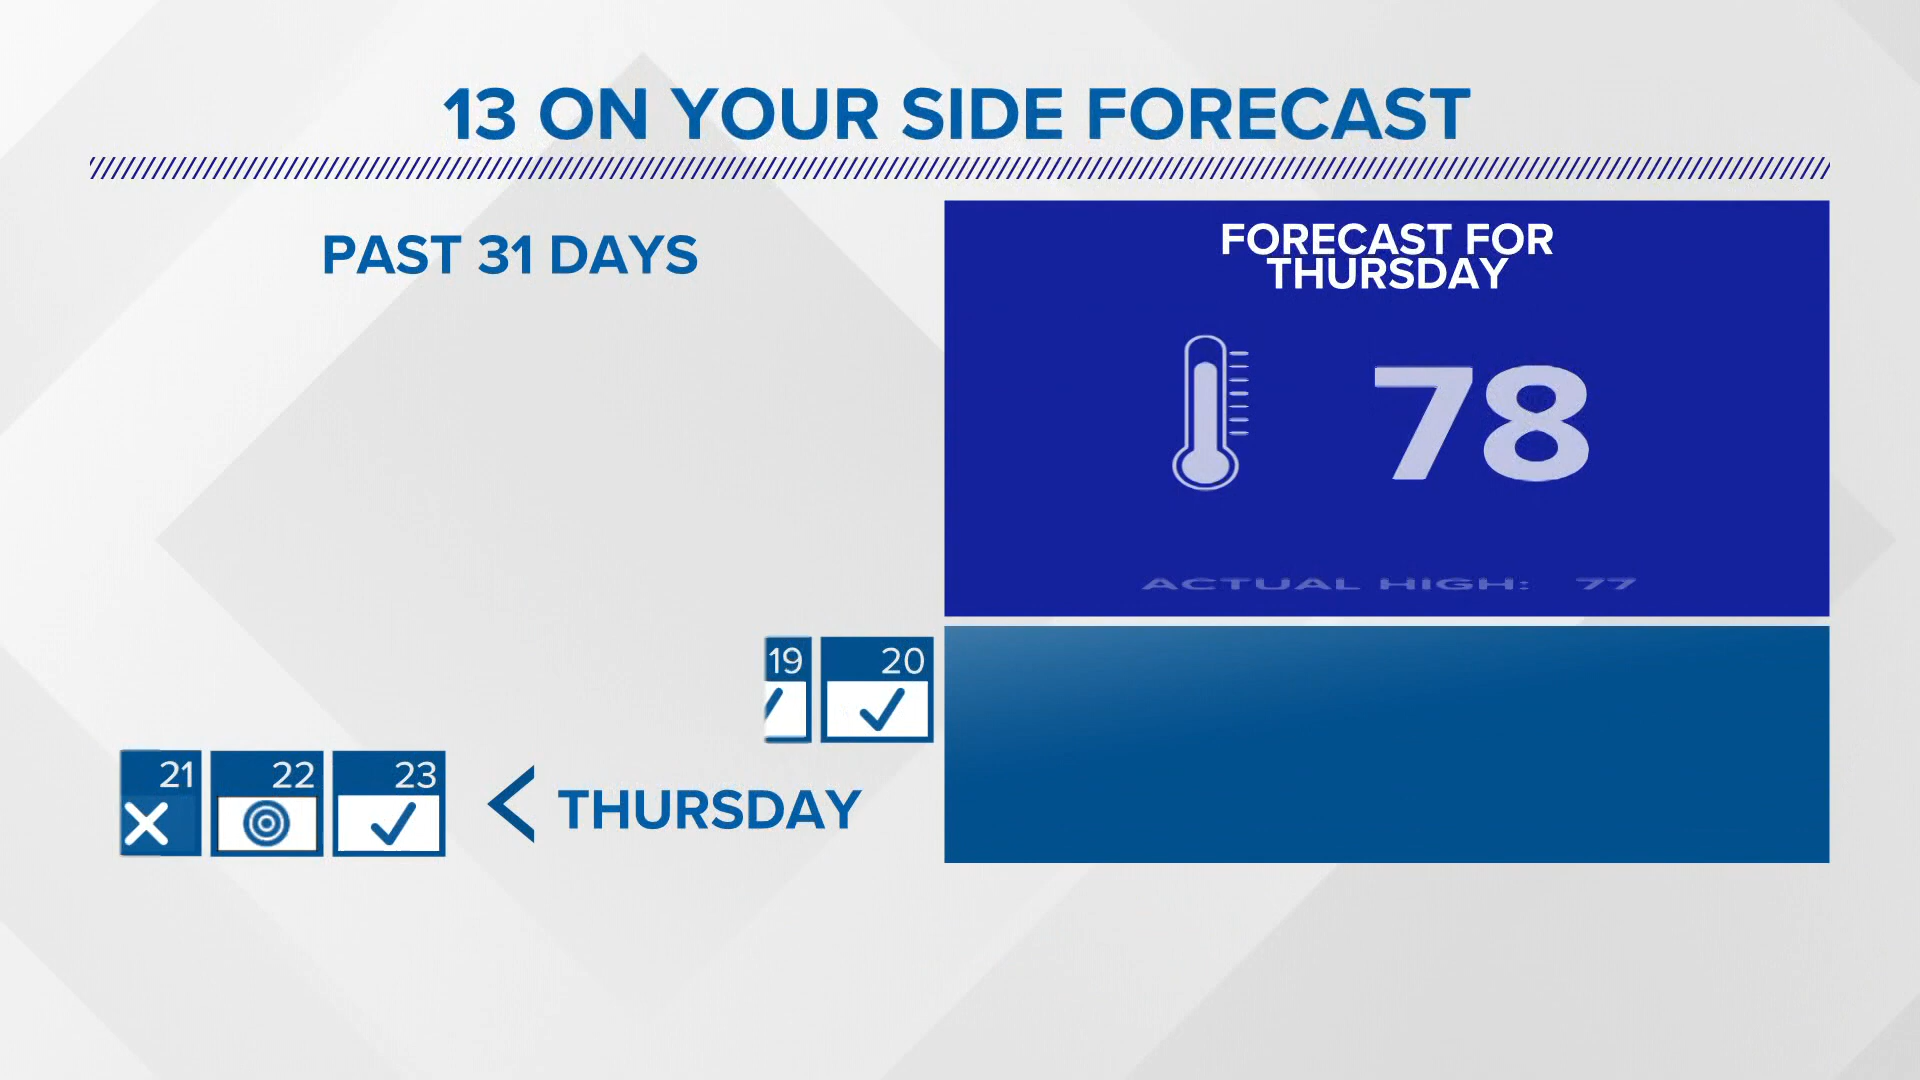 13 ON YOUR SIDE FORECAST
PAST 31 DAYS
FORECAST FOR
THURSDAY
78
ACTUAL HIGH: 77
19 20
21 22 23
THURSDAY